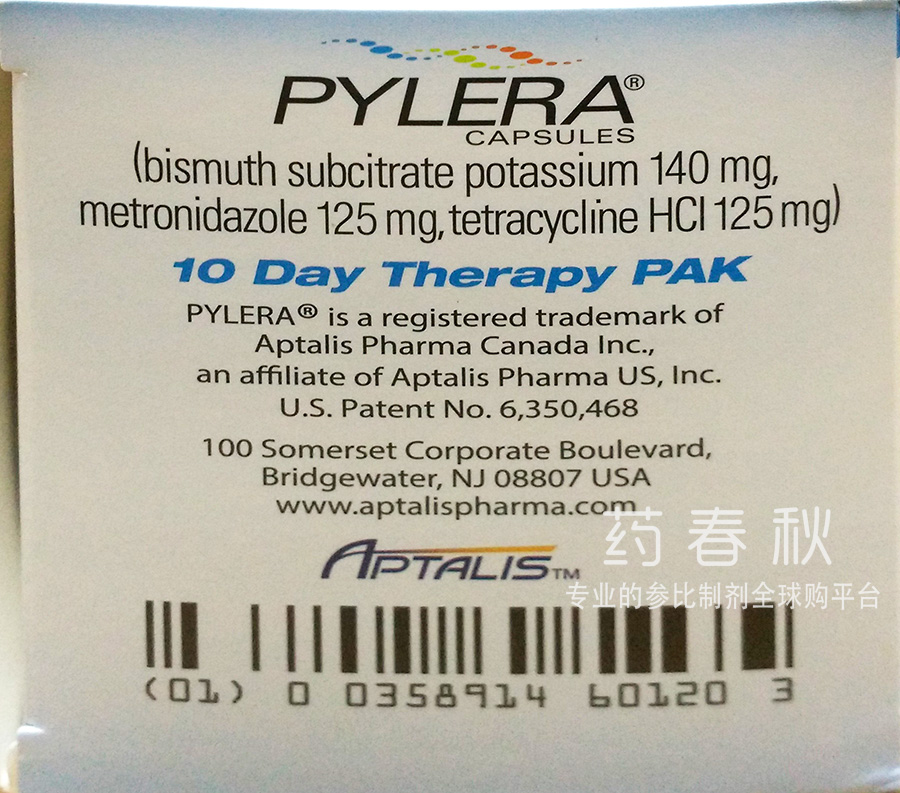 PYLERA®
CAPSULES
(bismuth subcitrate potassium 140 mg,
metronidazole 125 mg, tetracycline HCl 125 mg)
10 Day Therapy PAK
PYLERA® is a registered trademark of
Aptalis Pharma Canada Inc.,
an affiliate of Aptalis Pharma US, Inc.
U.S. Patent No. 6,350,468
100 Somerset Corporate Boulevard,
Bridgewater, NJ 08807 USA
www.aptalispharma.com
药春秋
APTALIS™
专业的参比制剂全球购平台
(01) 0 0358914 60120 3